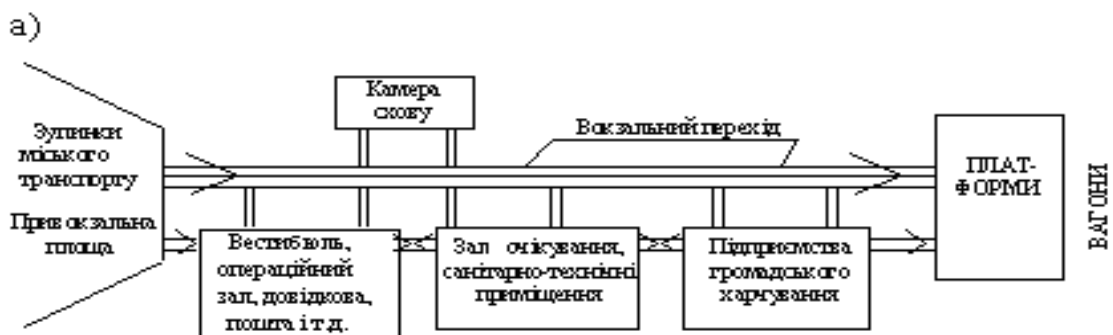 а)
Камера
схову
Зупинки
міського
транспорту
Вокзальний перехід
ПЛАТ-
ФОРМИ
ВАГОНИ
Привокзальна
площа
Вестибюль,
операційний
зал, довідкова,
пошта і т.д.
Зал очікування,
санітарно-технічні
приміщення
Підприємства
громадського
харчування